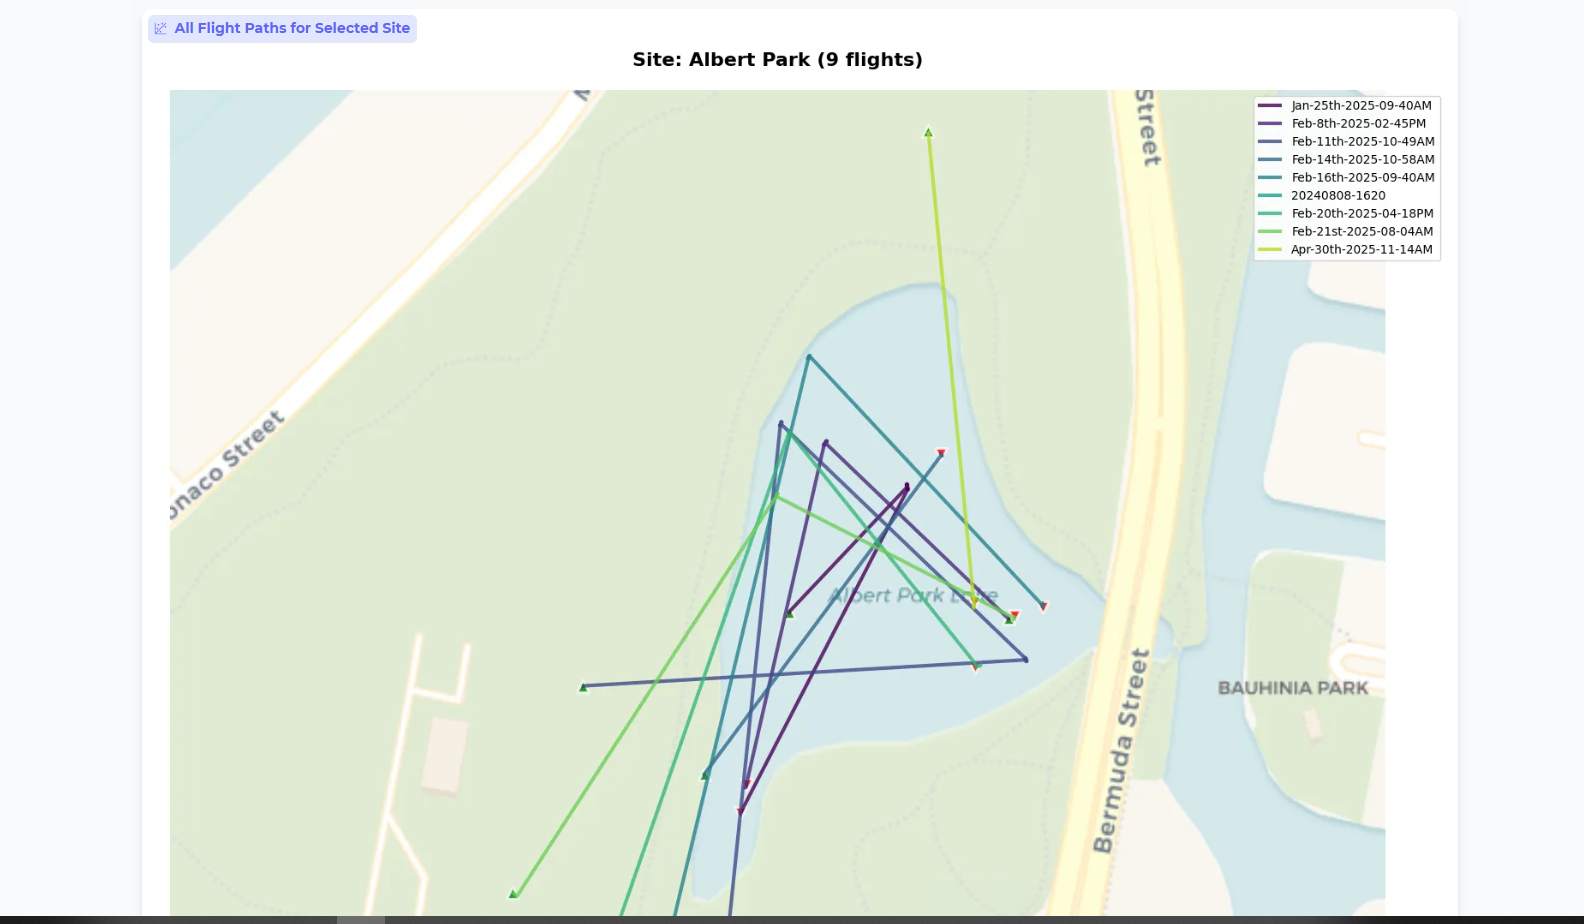 All Flight Paths for Selected Site
Site: Albert Park (9 flights)
Street
Jan-25th-2025-09-40AM
Feb-8th-2025-02-45PM
Feb-11th-2025-10-49AM
Feb-14th-2025-10-58AM
Feb-16th-2025-09-40AM
20240808-1620
Feb-20th-2025-04-18PM
Feb-21st-2025-08-04AM
Apr-30th-2025-11-14AM
onaco Street
Albert Park Lake
BAUHINIA PARK
Bermuda Street